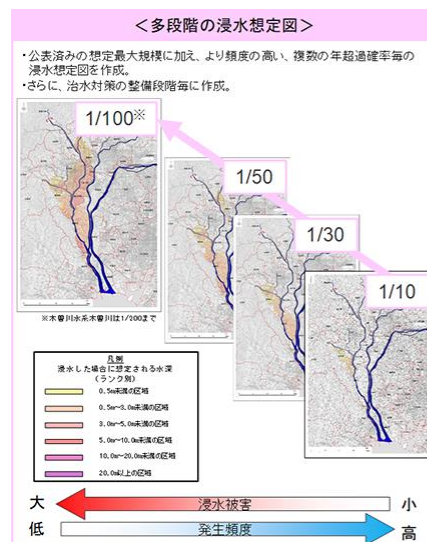 ＜多段階の浸水想定図＞
・公表済みの想定最大規模に加え、より頻度の高い、複数の年超過確率毎の
浸水想定図を作成。
・さらに、治水対策の整備段階毎に作成。
1/100※
1/50
1/30
1/10
※木曽川水系木曽川は1/200まで
凡例
浸水した場合に想定される水深
（ランク別）
0.5m未満の区域
0.5m～3.0m未満の区域
3.0m～5.0m未満の区域
5.0m～10.0m未満の区域
10.0m～20.0m未満の区域
20.0m以上の区域
大 浸水被害 小
低 発生頻度 高